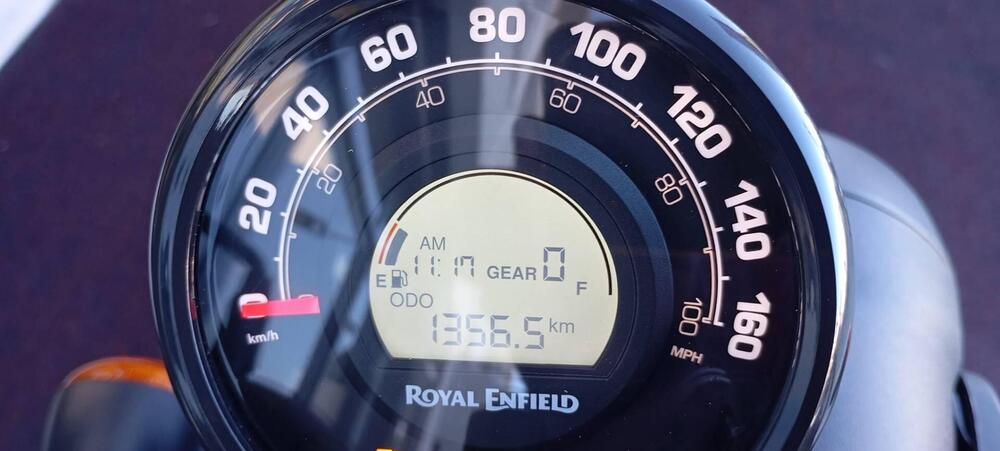 0 20 40 60 80 100 120 140 160
20 40 60 80 100
km/h
MPH
AM
11:17 GEAR 0
E F
ODO
1356.5 km
ROYAL ENFIELD